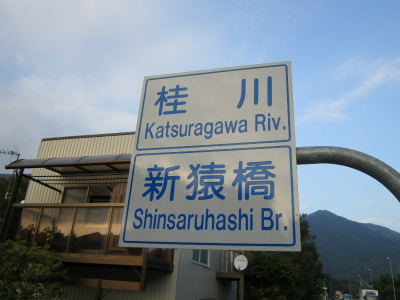 桂川
Katsuragawa Riv.
新猿橋
Shinsaruhashi Br.